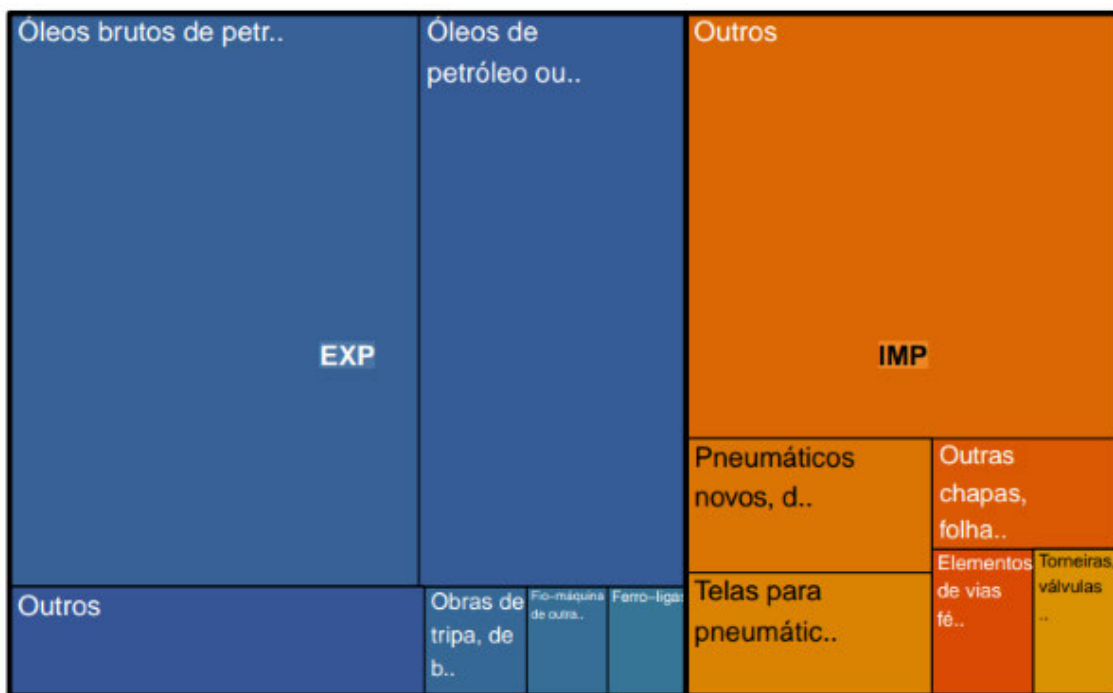 Óleos brutos de petr..
Óleos de
petróleo ou..
EXP
Outros
Obras de
tripa, de
b..
Fio-máquina
de outra..
Ferro-ligas
Outros
IMP
Pneumáticos
novos, d..
Outras
chapas,
folha..
Telas para
pneumátic..
Elementos
de vias
fé..
Torneiras,
válvulas
..